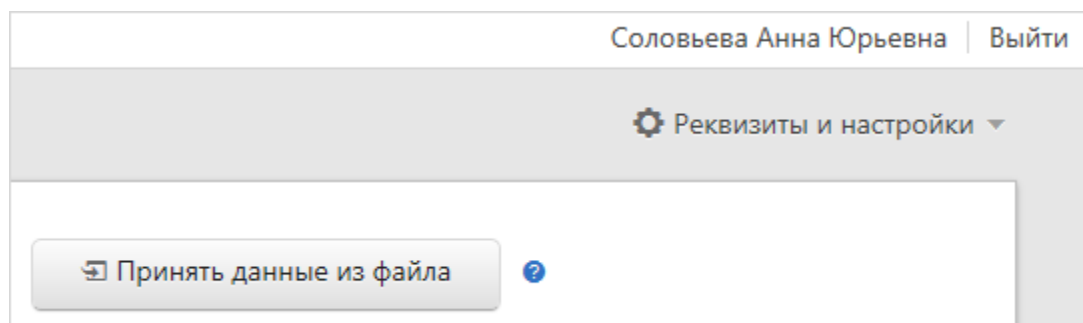 Соловьева Анна Юрьевна Выйти
Реквизиты и настройки
Принять данные из файла ?